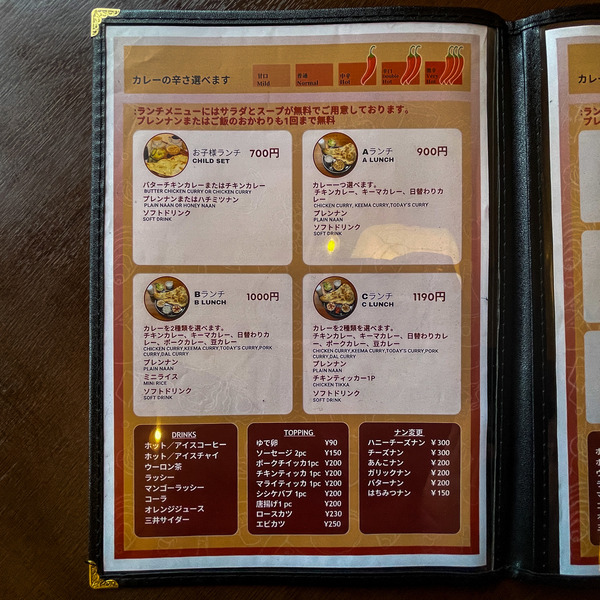 カレーの辛さ選べます
甘口
Mild
普通
Normal
中辛
Hot
辛口
Hot
Hot
:ランチメニューにはサラダとスープが無料でご用意しております。
プレンナンまたはご飯のおかわりも1回まで無料
お子様ランチ 700円
CHILD SET
バターチキンカレーまたはチキンカレー
BUTTER CHICKEN CURRY OR CHICKEN CURRY
プレンナンまたはハチミツナン
PLAIN NAAN OR HONEY NAAN
ソフトドリンク
SOFT DRINK
Aランチ 900円
A LUNCH
カレー一つ選べます。
チキンカレー、キーマカレー、日替わりカ
レー
CHICKEN CURRY, KEEMA CURRY,TODAY'S CURRY
プレンナン
PLAIN NAAN
ソフトドリンク
SOFT DRINK
Bランチ 1000円
B LUNCH
カレーを2種類を選べます。
チキンカレー、キーマカレー、日替わりカ
レー、ポークカレー、豆カレー
CHICKEN CURRY,KEEMA CURRY,TODAY'S CURRY,PORK
CURRY,DAL CURRY
プレンナン
PLAIN NAAN
ミニライス
MINI RICE
ソフトドリンク
SOFT DRINK
Cランチ 1190円
C LUNCH
カレーを2種類を選べます。
チキンカレー、キーマカレー、日替わりカレ
ー、ポークカレー、豆カレー
CHICKEN CURRY,KEEMA CURRY,TODAY'S CURRY,PORK
CURRY,DAL CURRY
プレンナン
PLAIN NAAN
チキンティッカー1P
CHICKEN TIKKA
ソフトドリンク
SOFT DRINK
DRINKS
ホット／アイスコーヒー
ホット／アイスチャイ
ウーロン茶
ラッシー
マンゴーラッシー
コーラ
オレンジジュース
三井サイダー
TOPPING
ゆで卵 ¥90
ソーセージ 2pc ¥150
ポークチイッカ1pc ¥200
チキンティッカ 1pc ¥200
マライティッカ 1pc ¥200
シシケバブ 1pc ¥200
唐揚げ1 pc ¥200
ロースカツ ¥230
エビカツ ¥250
ナン変更
ハニーチーズナン ¥300
チーズナン ¥300
あんこナン ¥200
ガリックナン ¥200
バターナン ¥200
はちみつナン ¥150